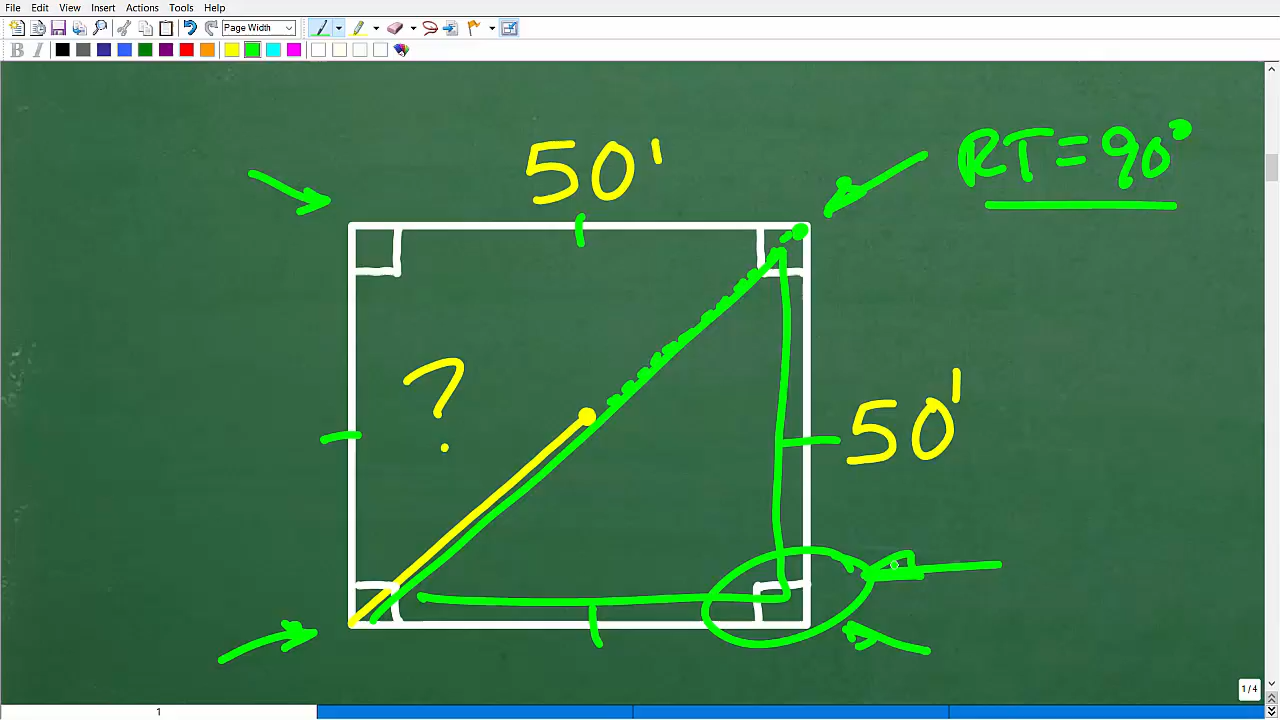 File Edit View Insert Actions Tools Help
Page Width
B I
RT=90°
50'
?
50'
1/4
1